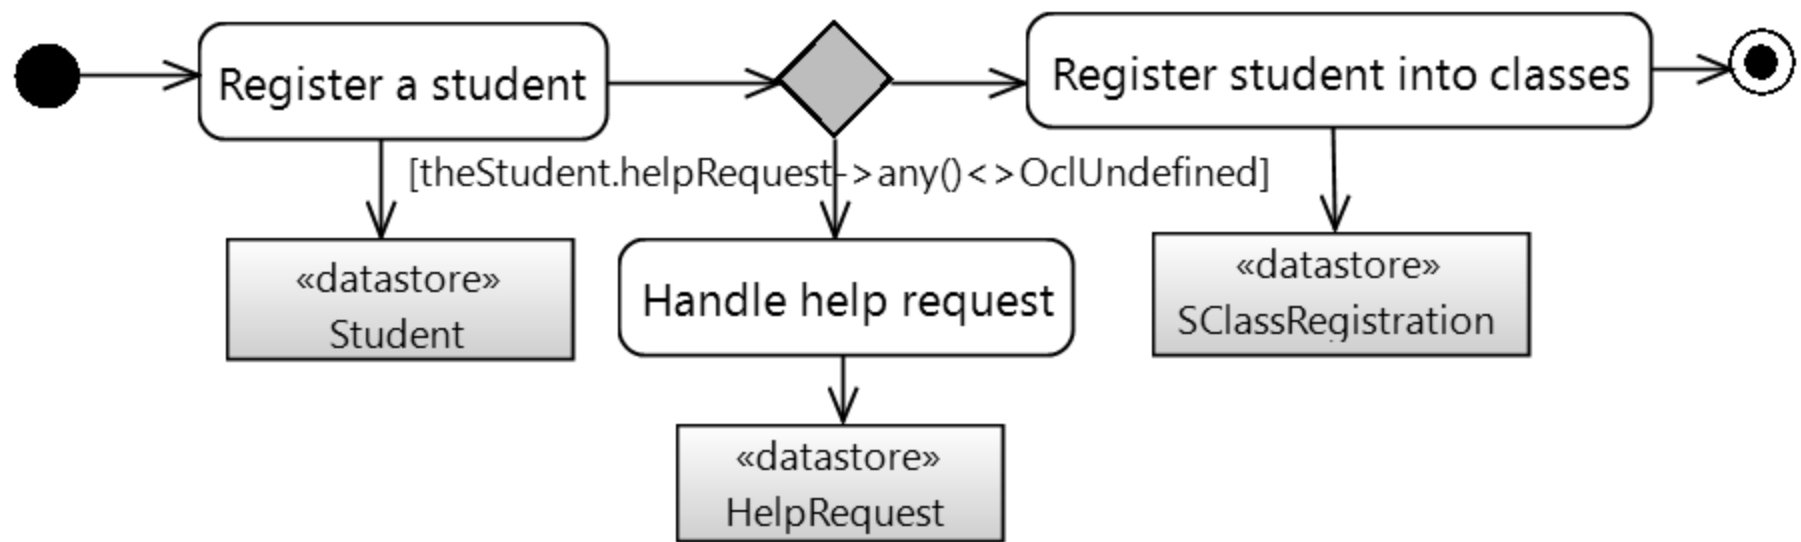 Register a student
Register student into classes
[theStudent.helpRequest->any()<>OclUndefined]
«datastore»
Student
Handle help request
«datastore»
SClassRegistration
«datastore»
HelpRequest